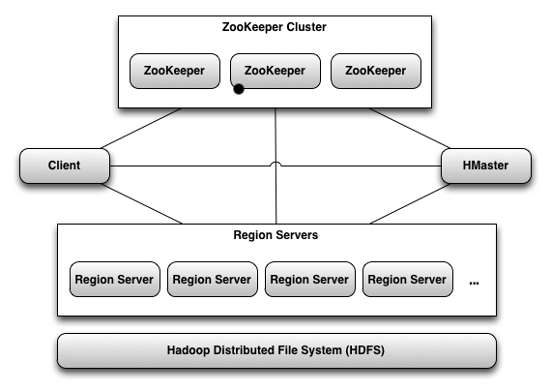 ZooKeeper Cluster
ZooKeeper ZooKeeper ZooKeeper
Client HMaster
Region Servers
Region Server Region Server Region Server Region Server ...
Hadoop Distributed File System (HDFS)